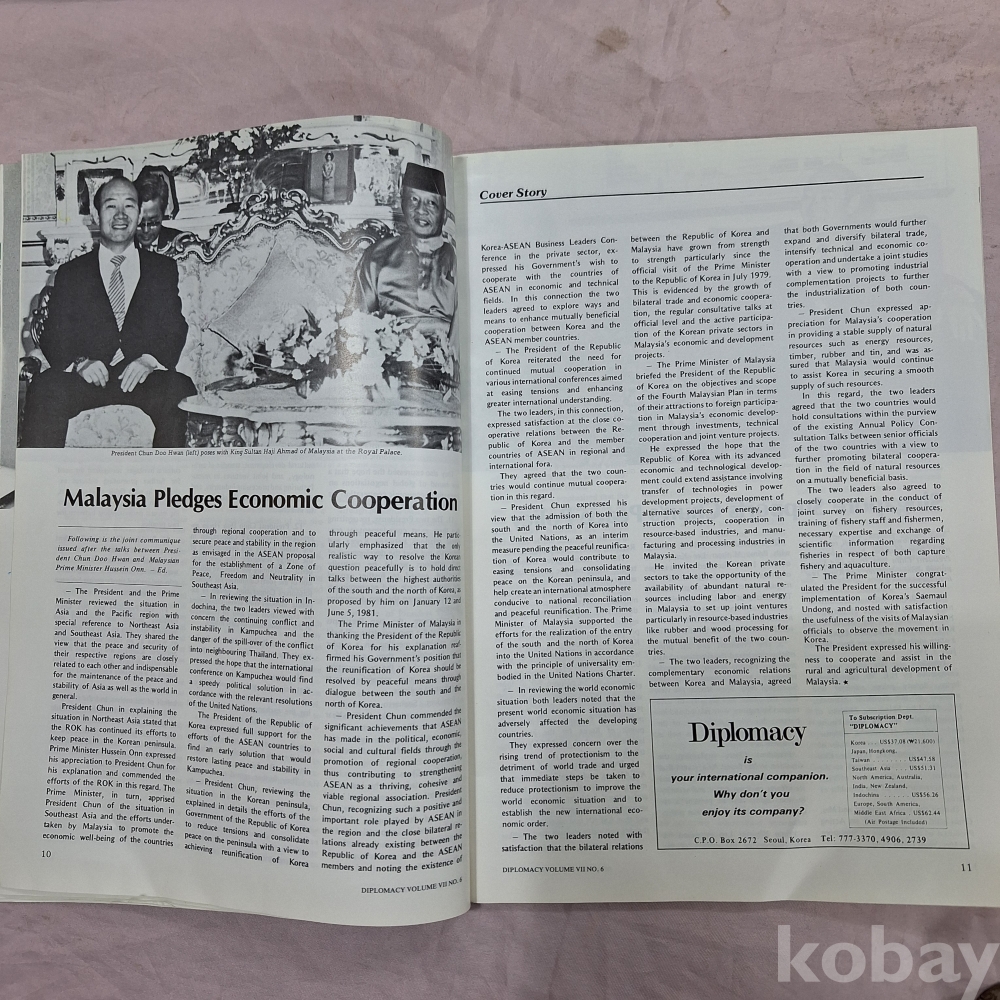 President Chun Doo Hwan (left) poses with King Sultan Haji Ahmad of Malaysia at the Royal Palace.
Malaysia Pledges Economic Cooperation
Following is the joint communique
issued after the talks between Presi-
dent Chun Doo Hwan and Malaysian
Prime Minister Hussein Onn. — Ed.
— The President and the Prime
Minister reviewed the situation in
Asia and the Pacific region with
special reference to Northeast Asia
and Southeast Asia. They shared the
view that the peace and security of
their respective regions are closely
related to each other and indispensable
for the maintenance of the peace and
stability of Asia as well as the world in
general.
President Chun in explaining the
situation in Northeast Asia stated that
the ROK has continued its efforts to
keep peace in the Korean peninsula.
Prime Minister Hussein Onn expressed
his appreciation to President Chun for
his explanation and commended the
efforts of the ROK in this regard. The
Prime Minister, in turn, apprised
President Chun of the situation in
Southeast Asia and the efforts under-
taken by Malaysia to promote the
economic well-being of the countries
through regional cooperation and to
secure peace and stability in the region
as envisaged in the ASEAN proposal
for the establishment of a Zone of
Peace, Freedom and Neutrality in
Southeast Asia.
— In reviewing the situation in In-
dochina, the two leaders viewed with
concern the continuing conflict and
instability in Kampuchea and the
danger of the spill-over of the conflict
into neighbouring Thailand. They ex-
pressed the hope that the international
conference on Kampuchea would find
a speedy political solution in ac-
cordance with the relevant resolutions
of the United Nations.
The President of the Republic of
Korea expressed full support for the
efforts of the ASEAN countries to
find an early solution that would
restore lasting peace and stability in
Kampuchea.
— President Chun, reviewing the
situation in the Korean peninsula,
explained in details the efforts of the
Government of the Republic of Korea
to reduce tensions and consolidate
peace on the peninsula with a view to
achieving reunification of Korea
through peaceful means. He partic-
ularly emphasized that the only
realistic way to resolve the Korean
question peacefully is to hold direct
talks between the highest authorities
of the south and the north of Korea, as
proposed by him on January 12 and
June 5, 1981.
The Prime Minister of Malaysia in
thanking the President of the Republic
of Korea for his explanation reaf-
firmed his Government's position that
the reunification of Korea should be
resolved by peaceful means through
dialogue between the south and the
north of Korea.
— President Chun commended the
significant achievements that ASEAN
has made in the political, economic,
social and cultural fields through the
promotion of regional cooperation,
thus contributing to strengthening
ASEAN as a thriving, cohesive and
viable regional association. President
Chun, recognizing such a positive and
important role played by ASEAN in
the region and the close bilateral re-
lations already existing between the
Republic of Korea and the ASEAN
members and noting the existence of
10
DIPLOMACY VOLUME VII NO. 6
Cover Story
Korea-ASEAN Business Leaders Con-
ference in the private sector, ex-
pressed his Government's wish to
cooperate with the countries of
ASEAN in economic and technical
fields. In this connection the two
leaders agreed to explore ways and
means to enhance mutually beneficial
cooperation between Korea and the
ASEAN member countries.
— The President of the Republic
of Korea reiterated the need for
continued mutual cooperation in
various international conferences aimed
at easing tensions and enhancing
greater international understanding.
The two leaders, in this connection,
expressed satisfaction at the close co-
operative relations between the Re-
public of Korea and the member
countries of ASEAN in regional and
international fora.
They agreed that the two coun-
tries would continue mutual coopera-
tion in this regard.
— President Chun expressed his
view that the admission of both the
south and the north of Korea into
the United Nations, as an interim
measure pending the peaceful reunifica-
tion of Korea would contribute to
easing tensions and consolidating
peace on the Korean peninsula, and
help create an international atmosphere
conducive to national reconciliation
and peaceful reunification. The Prime
Minister of Malaysia supported the
efforts for the realization of the entry
of the south and the north of Korea
into the United Nations in accordance
with the principle of universality em-
bodied in the United Nations Charter.
— In reviewing the world economic
situation both leaders noted that the
present world economic situation has
adversely affected the developing
countries.
They expressed concern over the
rising trend of protectionism to the
detriment of world trade and urged
that immediate steps be taken to
reduce protectionism to improve the
world economic situation and to
establish the new international eco-
nomic order.
— The two leaders noted with
satisfaction that the bilateral relations
between the Republic of Korea and
Malaysia have grown from strength
to strength particularly since the
official visit of the Prime Minister
to the Republic of Korea in July 1979.
This is evidenced by the growth of
bilateral trade and economic coopera-
tion, the regular consultative talks at
official level and the active participa-
tion of the Korean private sectors in
Malaysia's economic and development
projects.
— The Prime Minister of Malaysia
briefed the President of the Republic
of Korea on the objectives and scope
of the Fourth Malaysian Plan in terms
of their attractions to foreign participa-
tion in Malaysia's economic develop-
ment through investments, technical
cooperation and joint venture projects.
He expressed the hope that the
Republic of Korea with its advanced
economic and technological develop-
ment could extend assistance involving
transfer of technologies in power
development projects, development of
alternative sources of energy, con-
struction projects, cooperation in
resource-based industries, and manu-
facturing and processing industries in
Malaysia.
He invited the Korean private
sectors to take the opportunity of the
availability of abundant natural re-
sources including labor and energy
in Malaysia to set up joint ventures
particularly in resource-based industries
like rubber and wood processing for
the mutual benefit of the two coun-
tries.
— The two leaders, recognizing the
complementary economic relations
between Korea and Malaysia, agreed
that both Governments would further
expand and diversify bilateral trade,
intensify technical and economic co-
operation and undertake a joint studies
with a view to promoting industrial
complementation projects to further
the industrialization of both coun-
tries.
— President Chun expressed ap-
preciation for Malaysia's cooperation
in providing a stable supply of natural
resources such as energy resources,
timber, rubber and tin, and was as-
sured that Malaysia would continue
to assist Korea in securing a smooth
supply of such resources.
In this regard, the two leaders
agreed that the two countries would
hold consultations within the purview
of the existing Annual Policy Con-
sultation Talks between senior officials
of the two countries with a view to
further promoting bilateral coopera-
tion in the field of natural resources
on a mutually beneficial basis.
The two leaders also agreed to
closely cooperate in the conduct of
joint survey on fishery resources,
training of fishery staff and fishermen,
necessary expertise and exchange of
scientific information regarding
fisheries in respect of both capture
fishery and aquaculture.
— The Prime Minister congrat-
ulated the President for the successful
implementation of Korea's Saemaul
Undong, and noted with satisfaction
the usefulness of the visits of Malaysian
officials to observe the movement in
Korea.
The President expressed his willing-
ness to cooperate and assist in the
rural and agricultural development of
Malaysia. ★
Diplomacy
is
your international companion.
Why don't you
enjoy its company?
To Subscription Dept.
"DIPLOMACY"
Korea ... US$37.08 (₩21,600)
Japan, Hongkong,
Taiwan ........ US$47.58
Southeast Asia .... US$51.31
North America, Australia,
India, New Zealand,
Indochina ...... US$56.26
Europe, South America,
Middle East Africa . US$62.44
(Air Postage Included)
C.P.O. Box 2672 Seoul, Korea Tel: 777-3370, 4906, 2739
DIPLOMACY VOLUME VII NO. 6
11
kobay